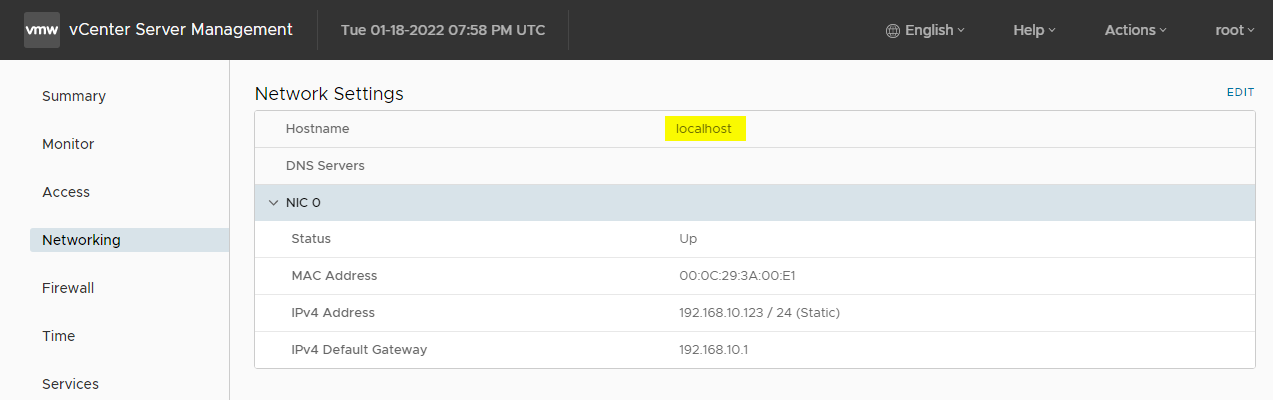 vmw vCenter Server Management Tue 01-18-2022 07:58 PM UTC English Help Actions root
Summary
Monitor
Access
Networking
Firewall
Time
Services
Network Settings EDIT
Hostname localhost
DNS Servers
NIC 0
Status Up
MAC Address 00:0C:29:3A:00:E1
IPv4 Address 192.168.10.123 / 24 (Static)
IPv4 Default Gateway 192.168.10.1